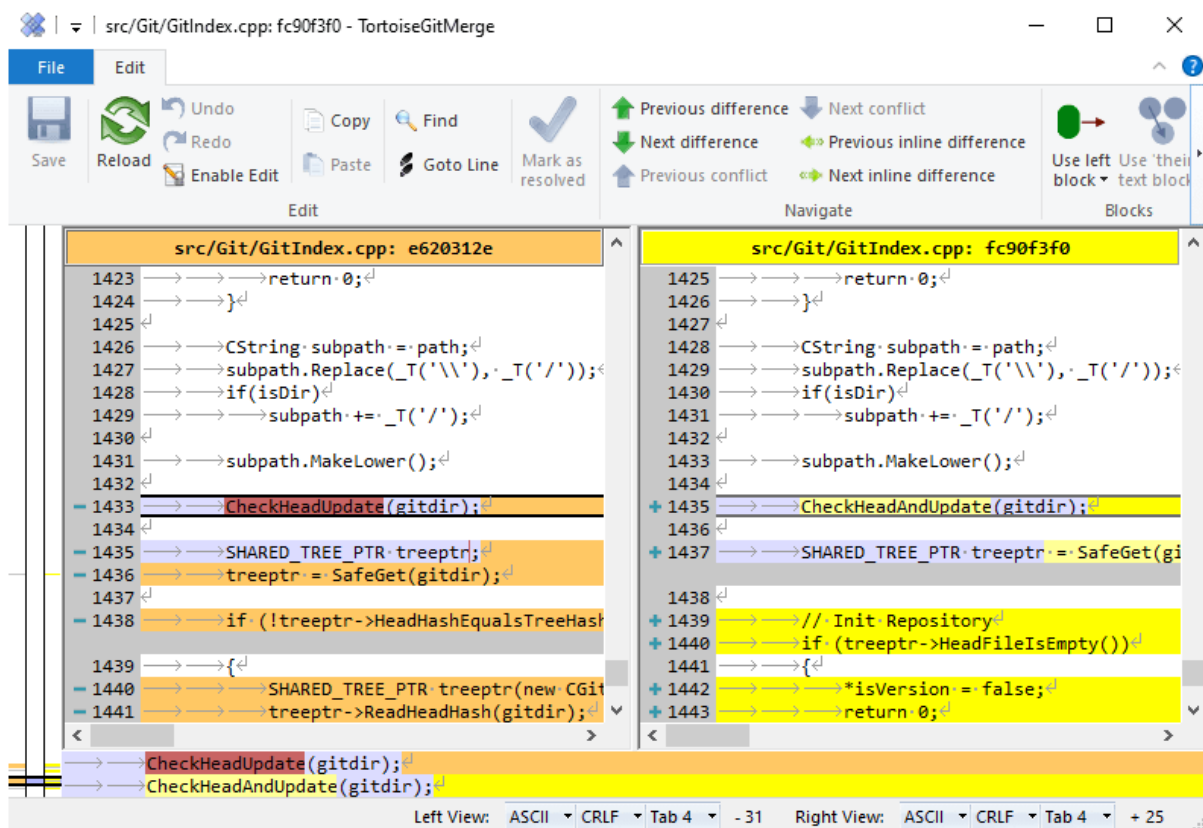 src/Git/GitIndex.cpp: fc90f3f0 - TortoiseGitMerge
File Edit
Save
Reload
Undo
Redo
Enable Edit
Copy
Paste
Find
Goto Line
Mark as
resolved
Edit
Previous difference
Next difference
Previous conflict
Next conflict
Previous inline difference
Next inline difference
Navigate
Use left
block
Use 'their
text block
Blocks
src/Git/GitIndex.cpp: e620312e
1423 return 0;
1424 }
1425
1426 CString subpath = path;
1427 subpath.Replace(_T('\\'), _T('/'));
1428 if(isDir)
1429 subpath += _T('/');
1430
1431 subpath.MakeLower();
1432
1433 CheckHeadUpdate(gitdir);
1434
1435 SHARED_TREE_PTR treeptr;
1436 treeptr = SafeGet(gitdir);
1437
1438 if (!treeptr->HeadHashEqualsTreeHash
1439 {
1440 SHARED_TREE_PTR treeptr(new CGit
1441 treeptr->ReadHeadHash(gitdir);
src/Git/GitIndex.cpp: fc90f3f0
1425 return 0;
1426 }
1427
1428 CString subpath = path;
1429 subpath.Replace(_T('\\'), _T('/'));
1430 if(isDir)
1431 subpath += _T('/');
1432
1433 subpath.MakeLower();
1434
1435 CheckHeadAndUpdate(gitdir);
1436
1437 SHARED_TREE_PTR treeptr = SafeGet(gi
1438
1439 // Init Repository
1440 if (treeptr->HeadFileIsEmpty())
1441 {
1442 *isVersion = false;
1443 return 0;
CheckHeadUpdate(gitdir);
CheckHeadAndUpdate(gitdir);
Left View: ASCII CRLF Tab 4 - 31 Right View: ASCII CRLF Tab 4 + 25